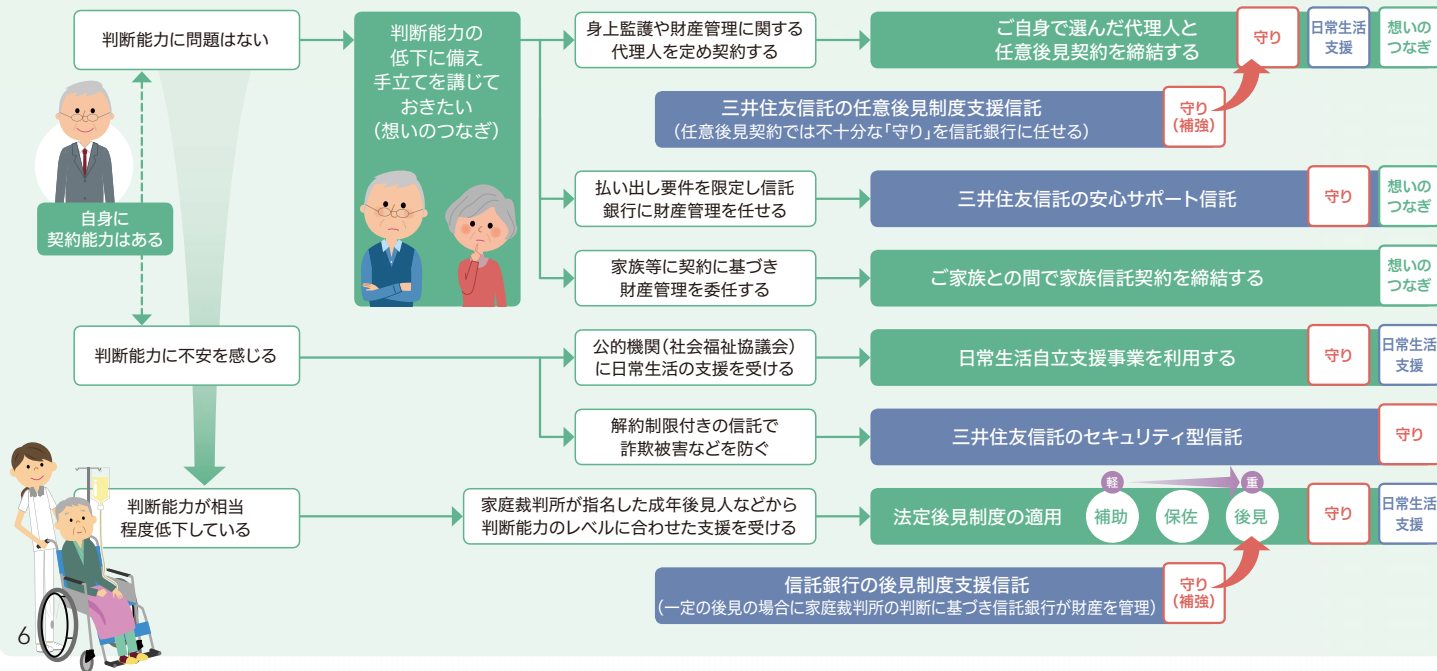 判断能力に問題はない
自身に
契約能力はある
判断能力に不安を感じる
判断能力が相当
程度低下している
判断能力の
低下に備え
手立てを講じて
おきたい
(想いのつなぎ)
身上監護や財産管理に関する
代理人を定め契約する
ご自身で選んだ代理人と
任意後見契約を締結する
守り
日常生活
支援
想いの
つなぎ
三井住友信託の任意後見制度支援信託
(任意後見契約では不十分な「守り」を信託銀行に任せる)
守り
(補強)
払い出し要件を限定し信託
銀行に財産管理を任せる
三井住友信託の安心サポート信託
守り
想いの
つなぎ
家族等に契約に基づき
財産管理を委任する
ご家族との間で家族信託契約を締結する
想いの
つなぎ
公的機関(社会福祉協議会)
に日常生活の支援を受ける
日常生活自立支援事業を利用する
守り
日常生活
支援
解約制限付きの信託で
詐欺被害などを防ぐ
三井住友信託のセキュリティ型信託
守り
家庭裁判所が指名した成年後見人などから
判断能力のレベルに合わせた支援を受ける
法定後見制度の適用
軽
重
補助
保佐
後見
守り
日常生活
支援
信託銀行の後見制度支援信託
(一定の後見の場合に家庭裁判所の判断に基づき信託銀行が財産を管理)
守り
(補強)
6